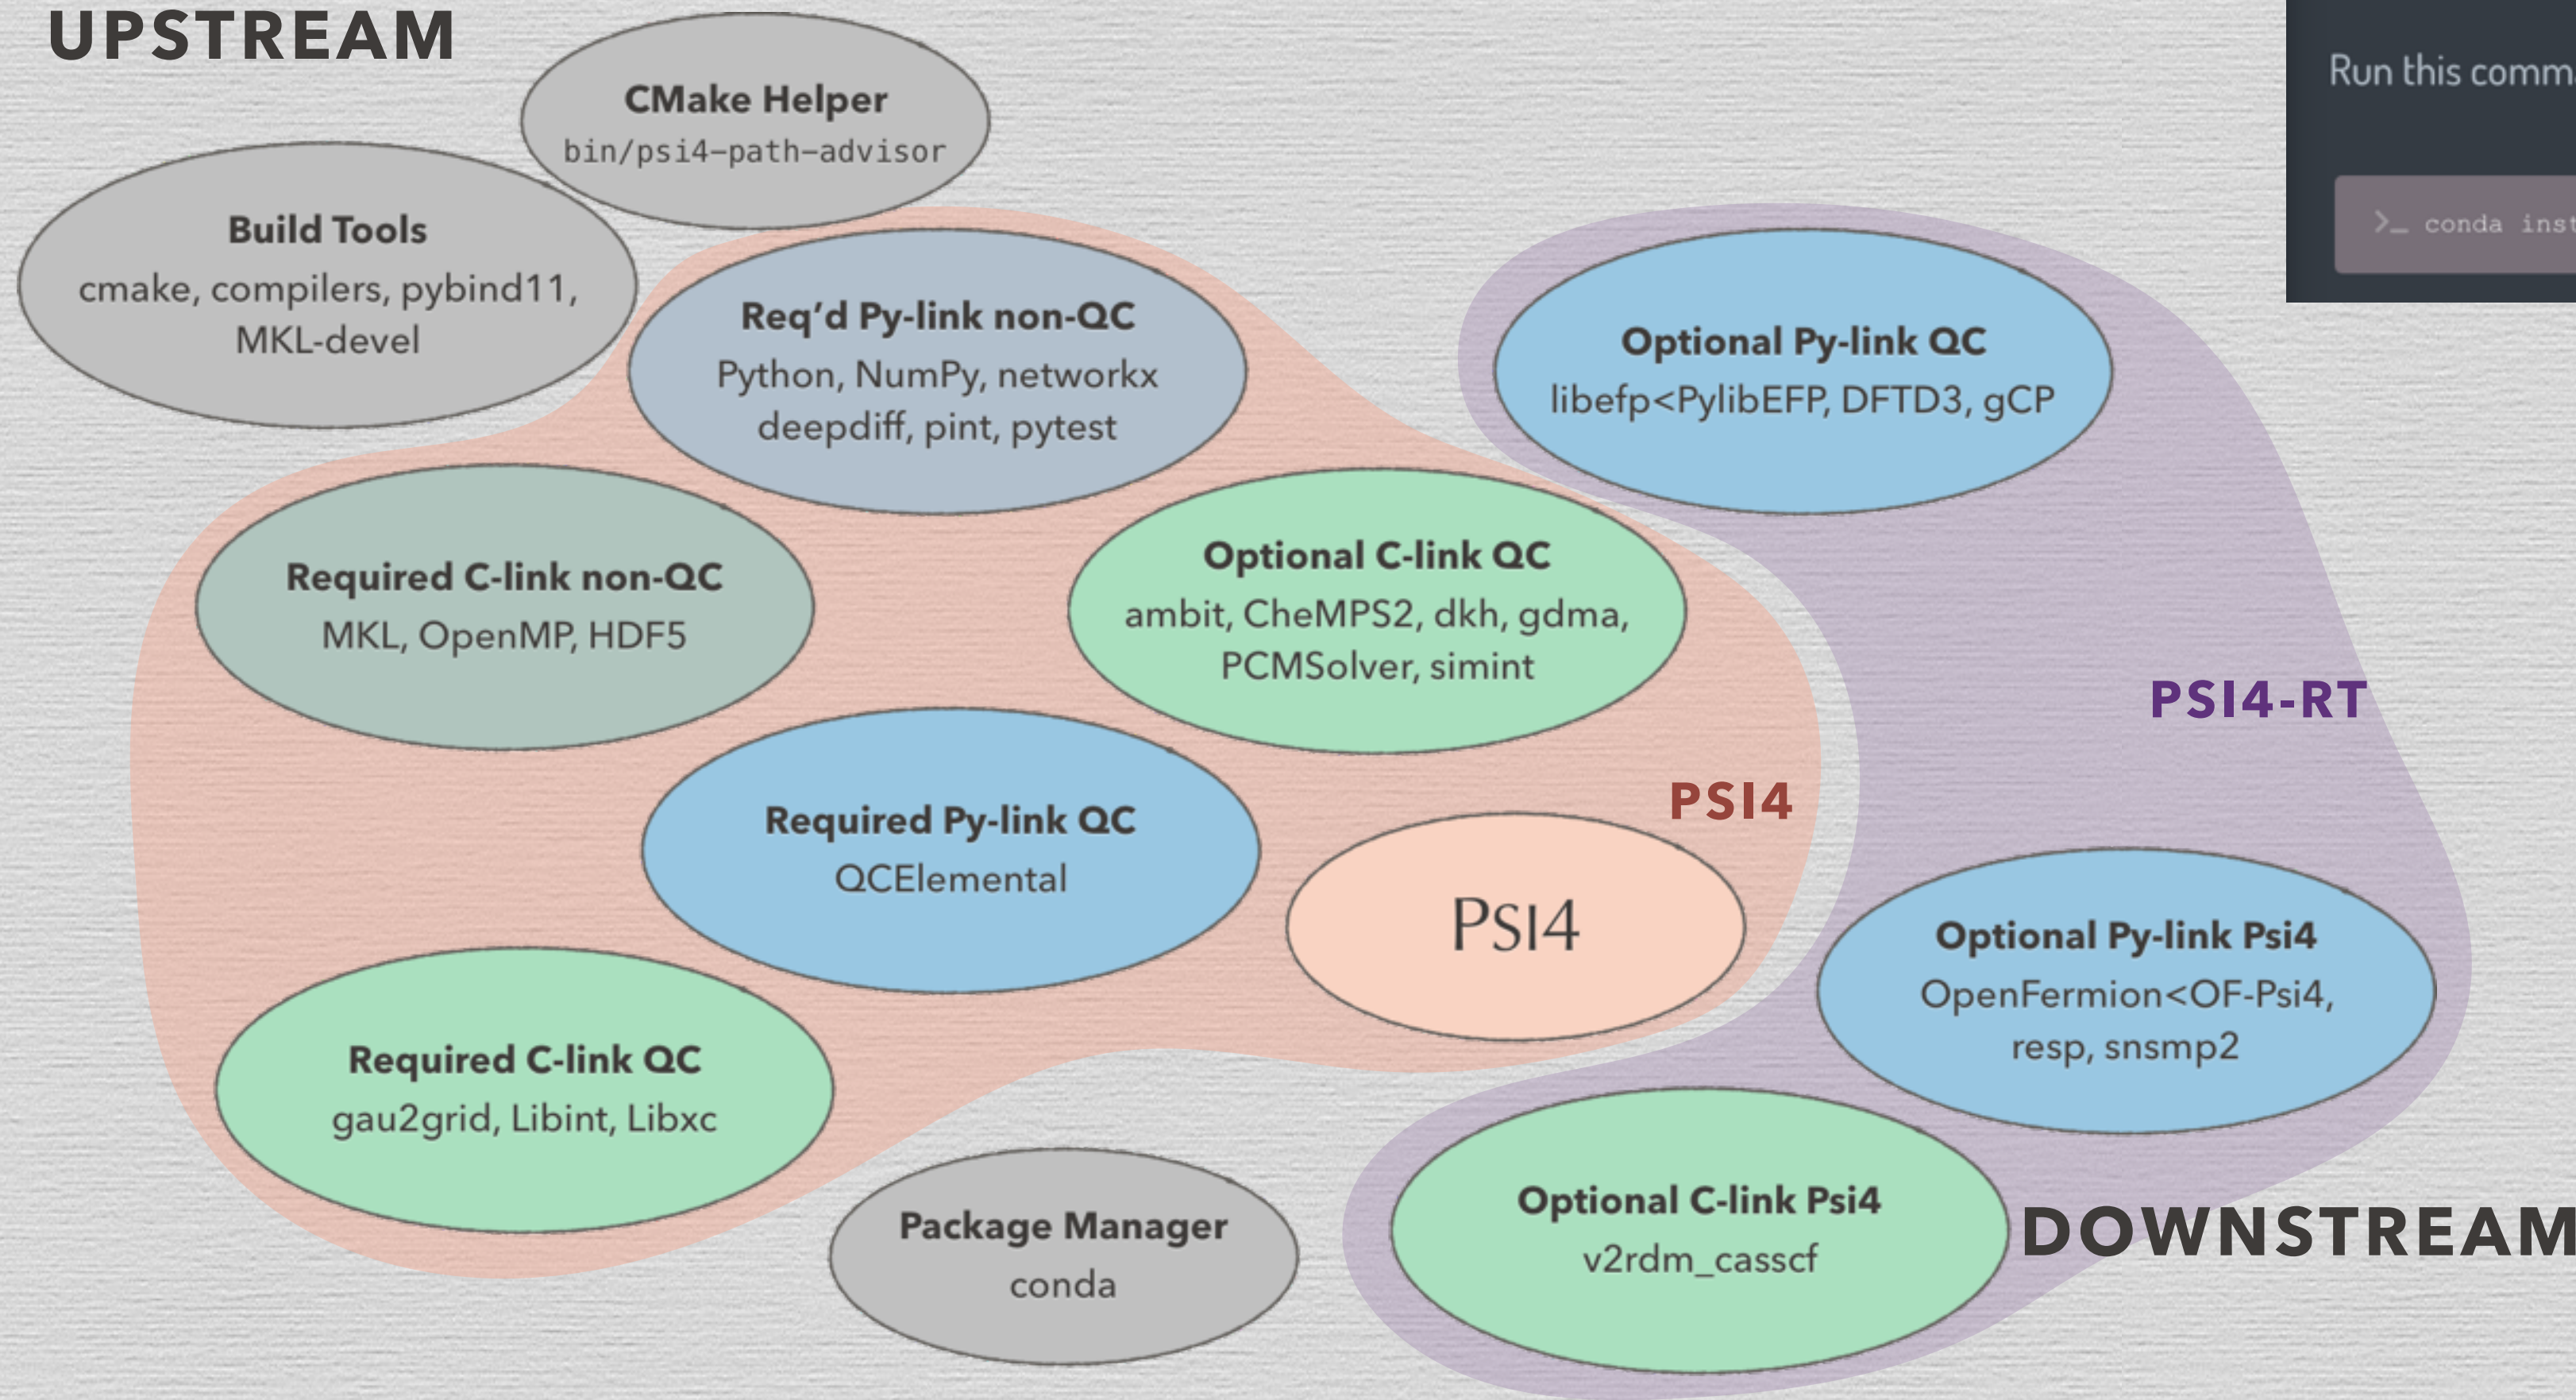 UPSTREAM
CMake Helper
bin/psi4-path-advisor
Build Tools
cmake, compilers, pybind11,
MKL-devel
Req’d Py-link non-QC
Python, NumPy, networkx
deepdiff, pint, pytest
Optional Py-link QC
libefp<PylibEFP, DFTD3, gCP
Required C-link non-QC
MKL, OpenMP, HDF5
Optional C-link QC
ambit, CheMPS2, dkh, gdma,
PCMSolver, simint
PSI4-RT
Required Py-link QC
QCElemental
PSI4
PSI4
Optional Py-link Psi4
OpenFermion<OF-Psi4,
resp, snsmp2
Required C-link QC
gau2grid, Libint, Libxc
Package Manager
conda
Optional C-link Psi4
v2rdm_casscf
DOWNSTREAM
Run this
>_ conda